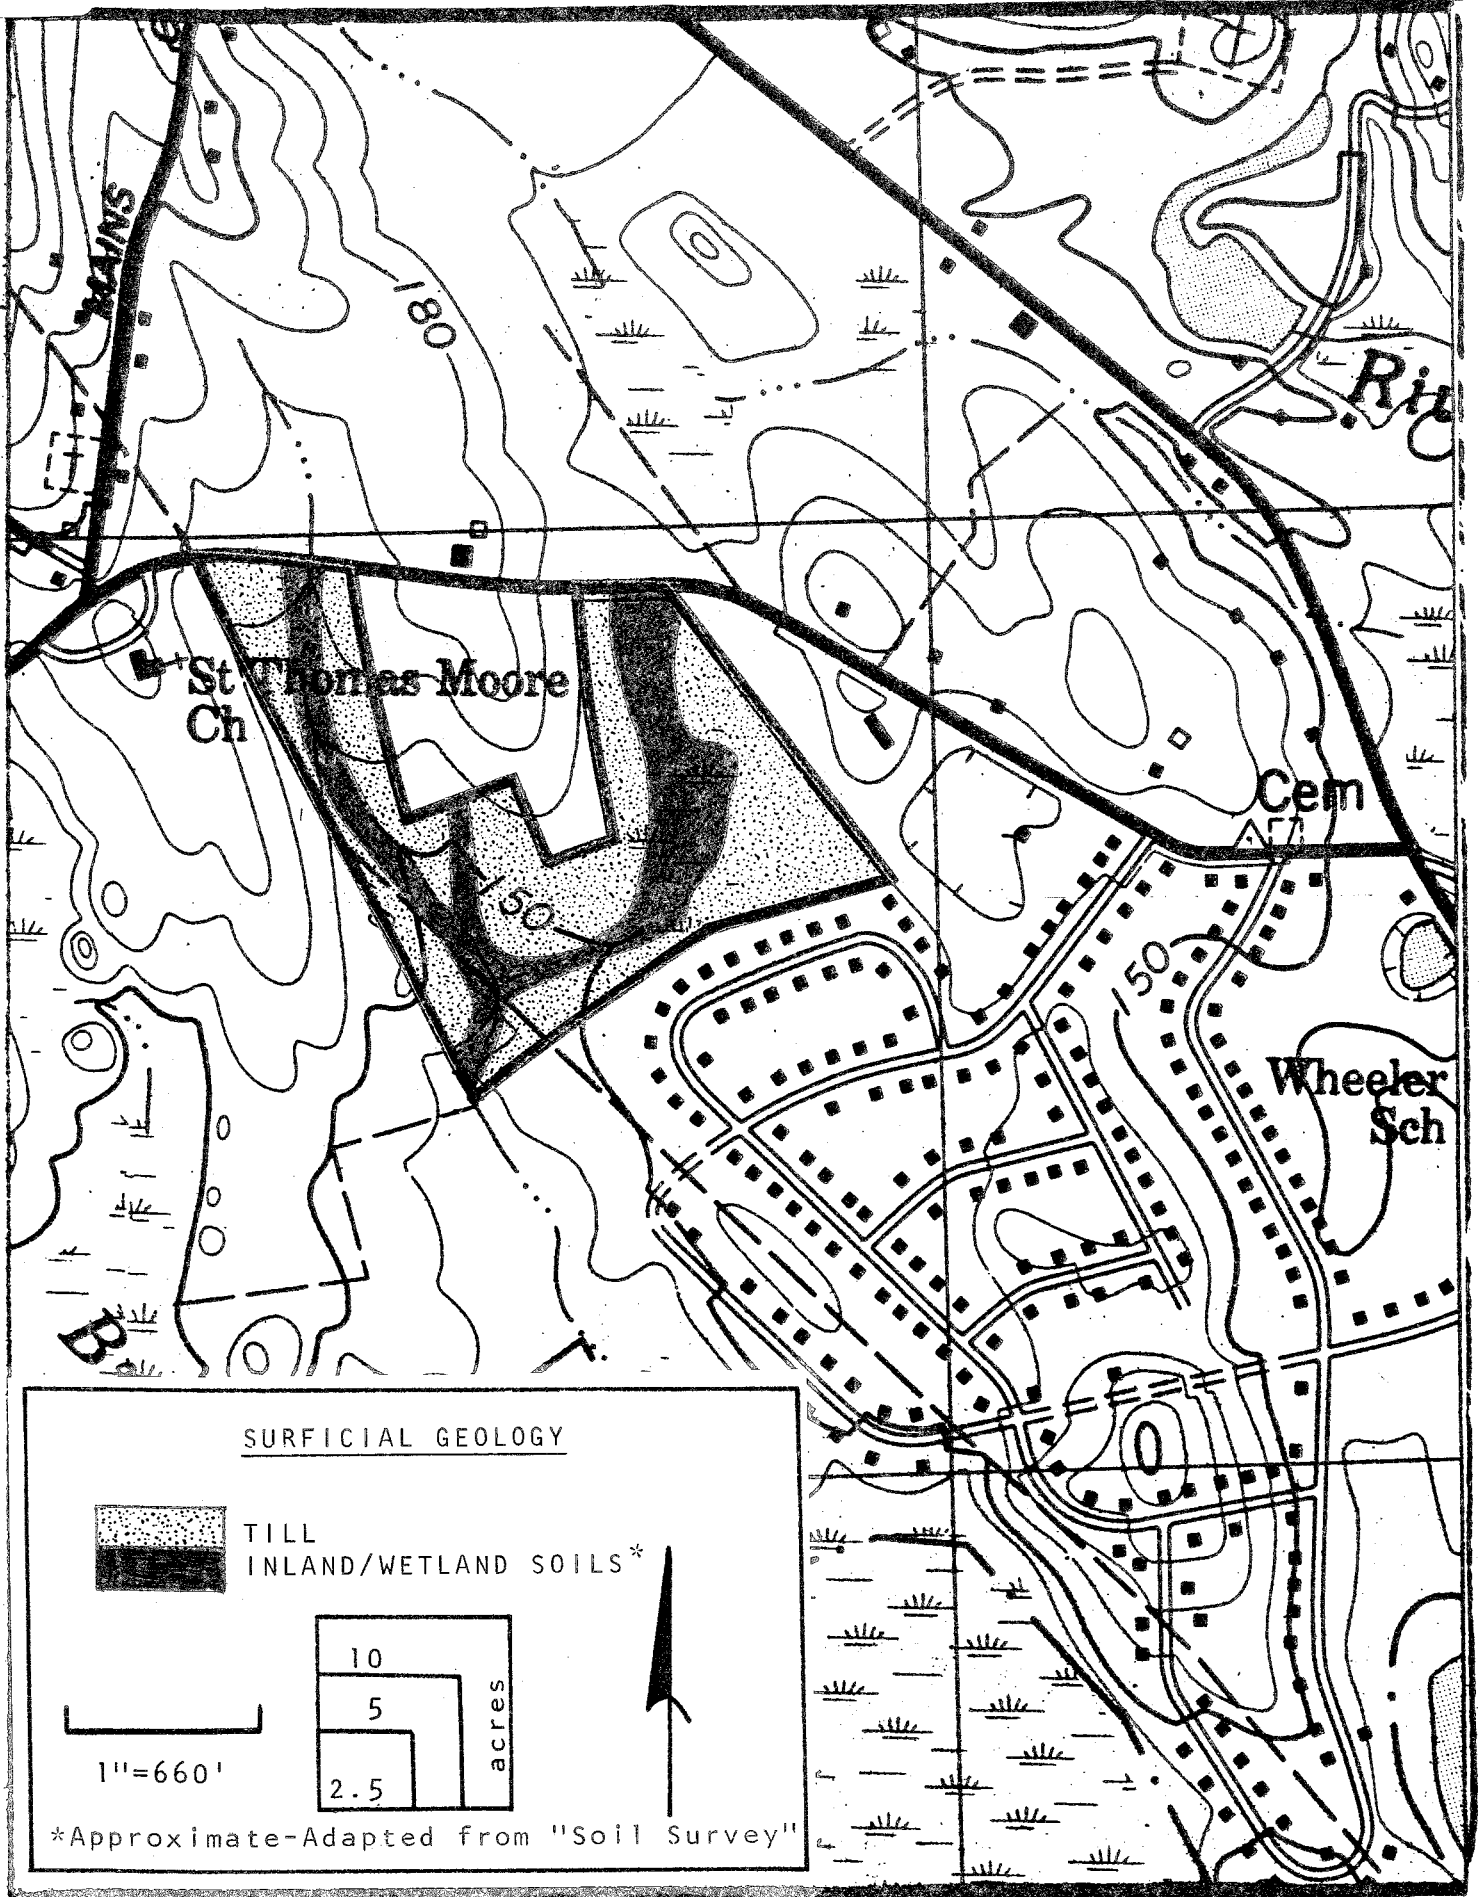 MAINS
180
Rig
St Thomas Moore
Ch
Cem
150
150
Wheeler
Sch
B
SURFICIAL GEOLOGY
TILL
INLAND/WETLAND SOILS*
10
5
2.5
acres
1"=660'
*Approximate-Adapted from "Soil Survey"